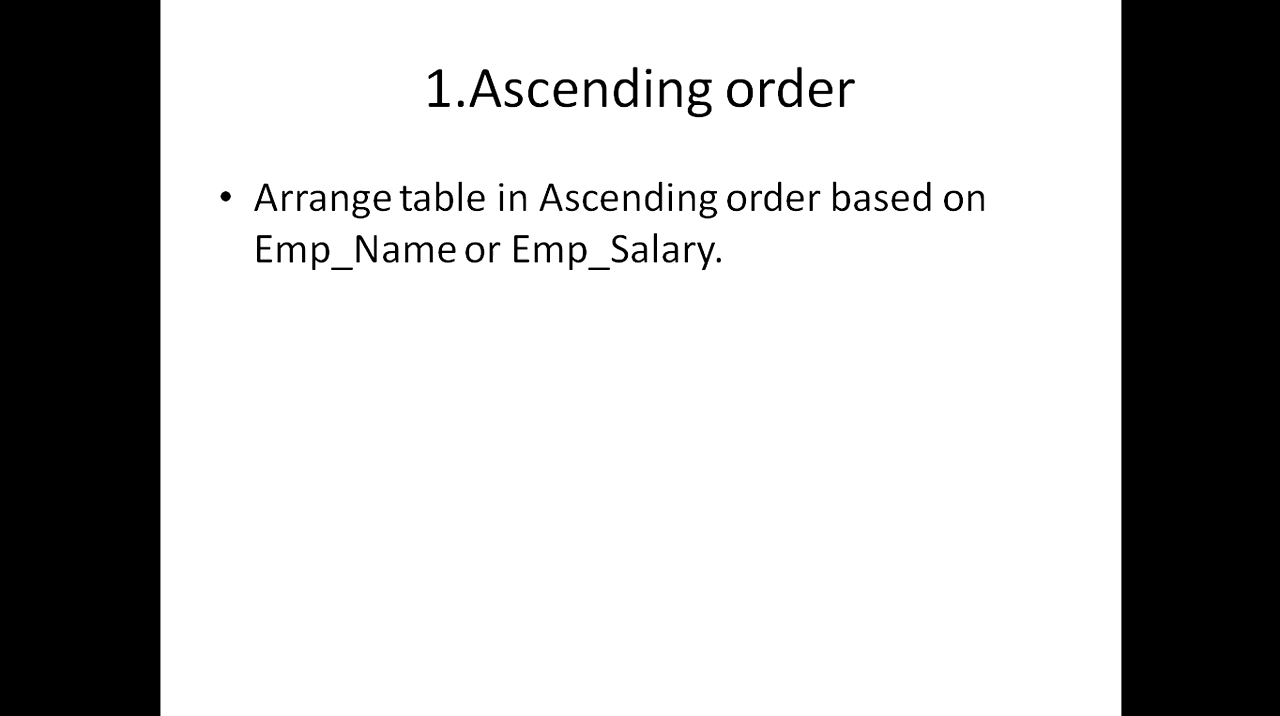 1.Ascending order
• Arrange table in Ascending order based on
Emp_Name or Emp_Salary.